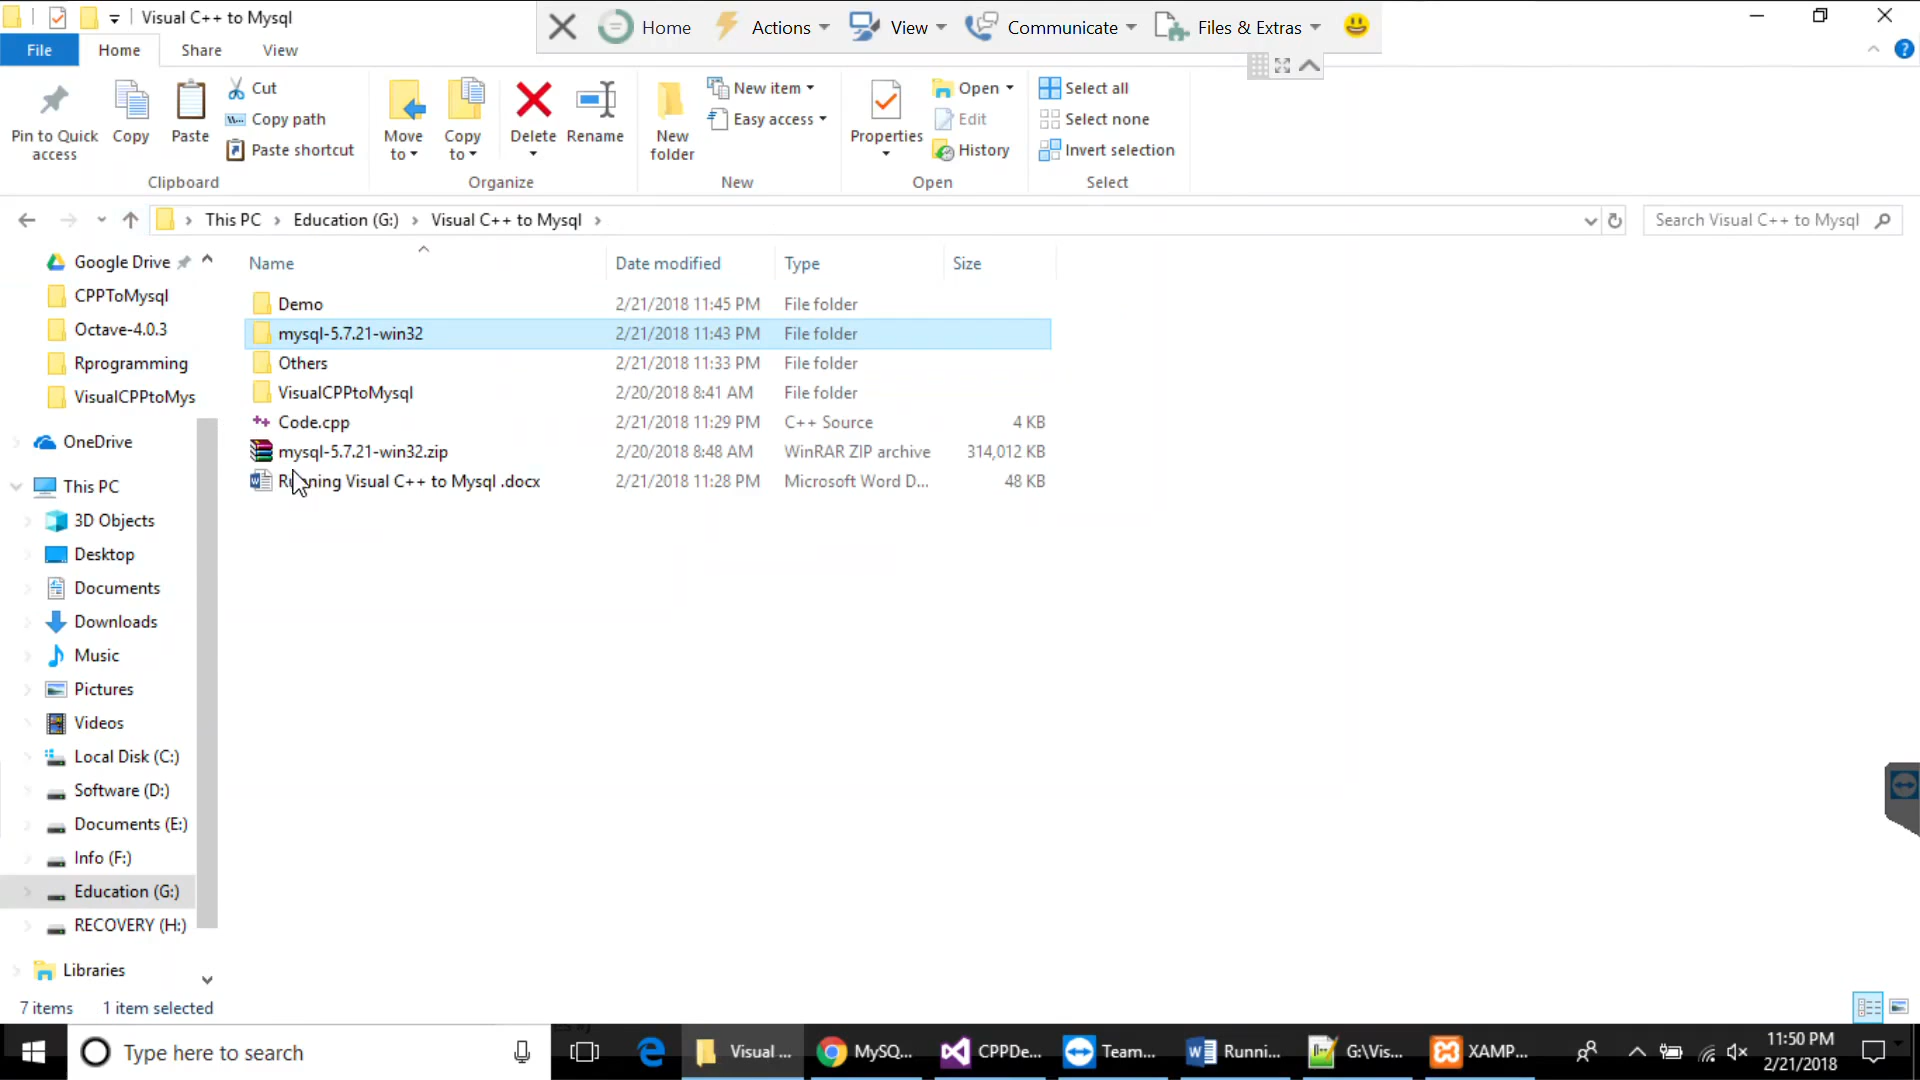 Visual C++ to Mysql
Home Actions View Communicate Files & Extras
File Home Share View
Pin to Quick access
Copy
Paste
Cut
Copy path
Paste shortcut
Clipboard
Move to
Copy to
Delete
Rename
Organize
New folder
New item
Easy access
New
Properties
Open
Edit
History
Open
Select all
Select none
Invert selection
Select
This PC Education (G:) Visual C++ to Mysql
Search Visual C++ to Mysql
Google Drive
CPPToMysql
Octave-4.0.3
Rprogramming
VisualCPPtoMys
OneDrive
This PC
3D Objects
Desktop
Documents
Downloads
Music
Pictures
Videos
Local Disk (C:)
Software (D:)
Documents (E:)
Info (F:)
Education (G:)
RECOVERY (H:)
Libraries
Name Date modified Type Size
Demo 2/21/2018 11:45 PM File folder
mysql-5.7.21-win32 2/21/2018 11:43 PM File folder
Others 2/21/2018 11:33 PM File folder
VisualCPPtoMysql 2/20/2018 8:41 AM File folder
Code.cpp 2/21/2018 11:29 PM C++ Source 4 KB
mysql-5.7.21-win32.zip 2/20/2018 8:48 AM WinRAR ZIP archive 314,012 KB
Running Visual C++ to Mysql .docx 2/21/2018 11:28 PM Microsoft Word D... 48 KB
7 items 1 item selected
Type here to search
Visual ...
MySQ...
CPPDe...
Team...
Runni...
G:\Vis...
XAMP...
11:50 PM
2/21/2018